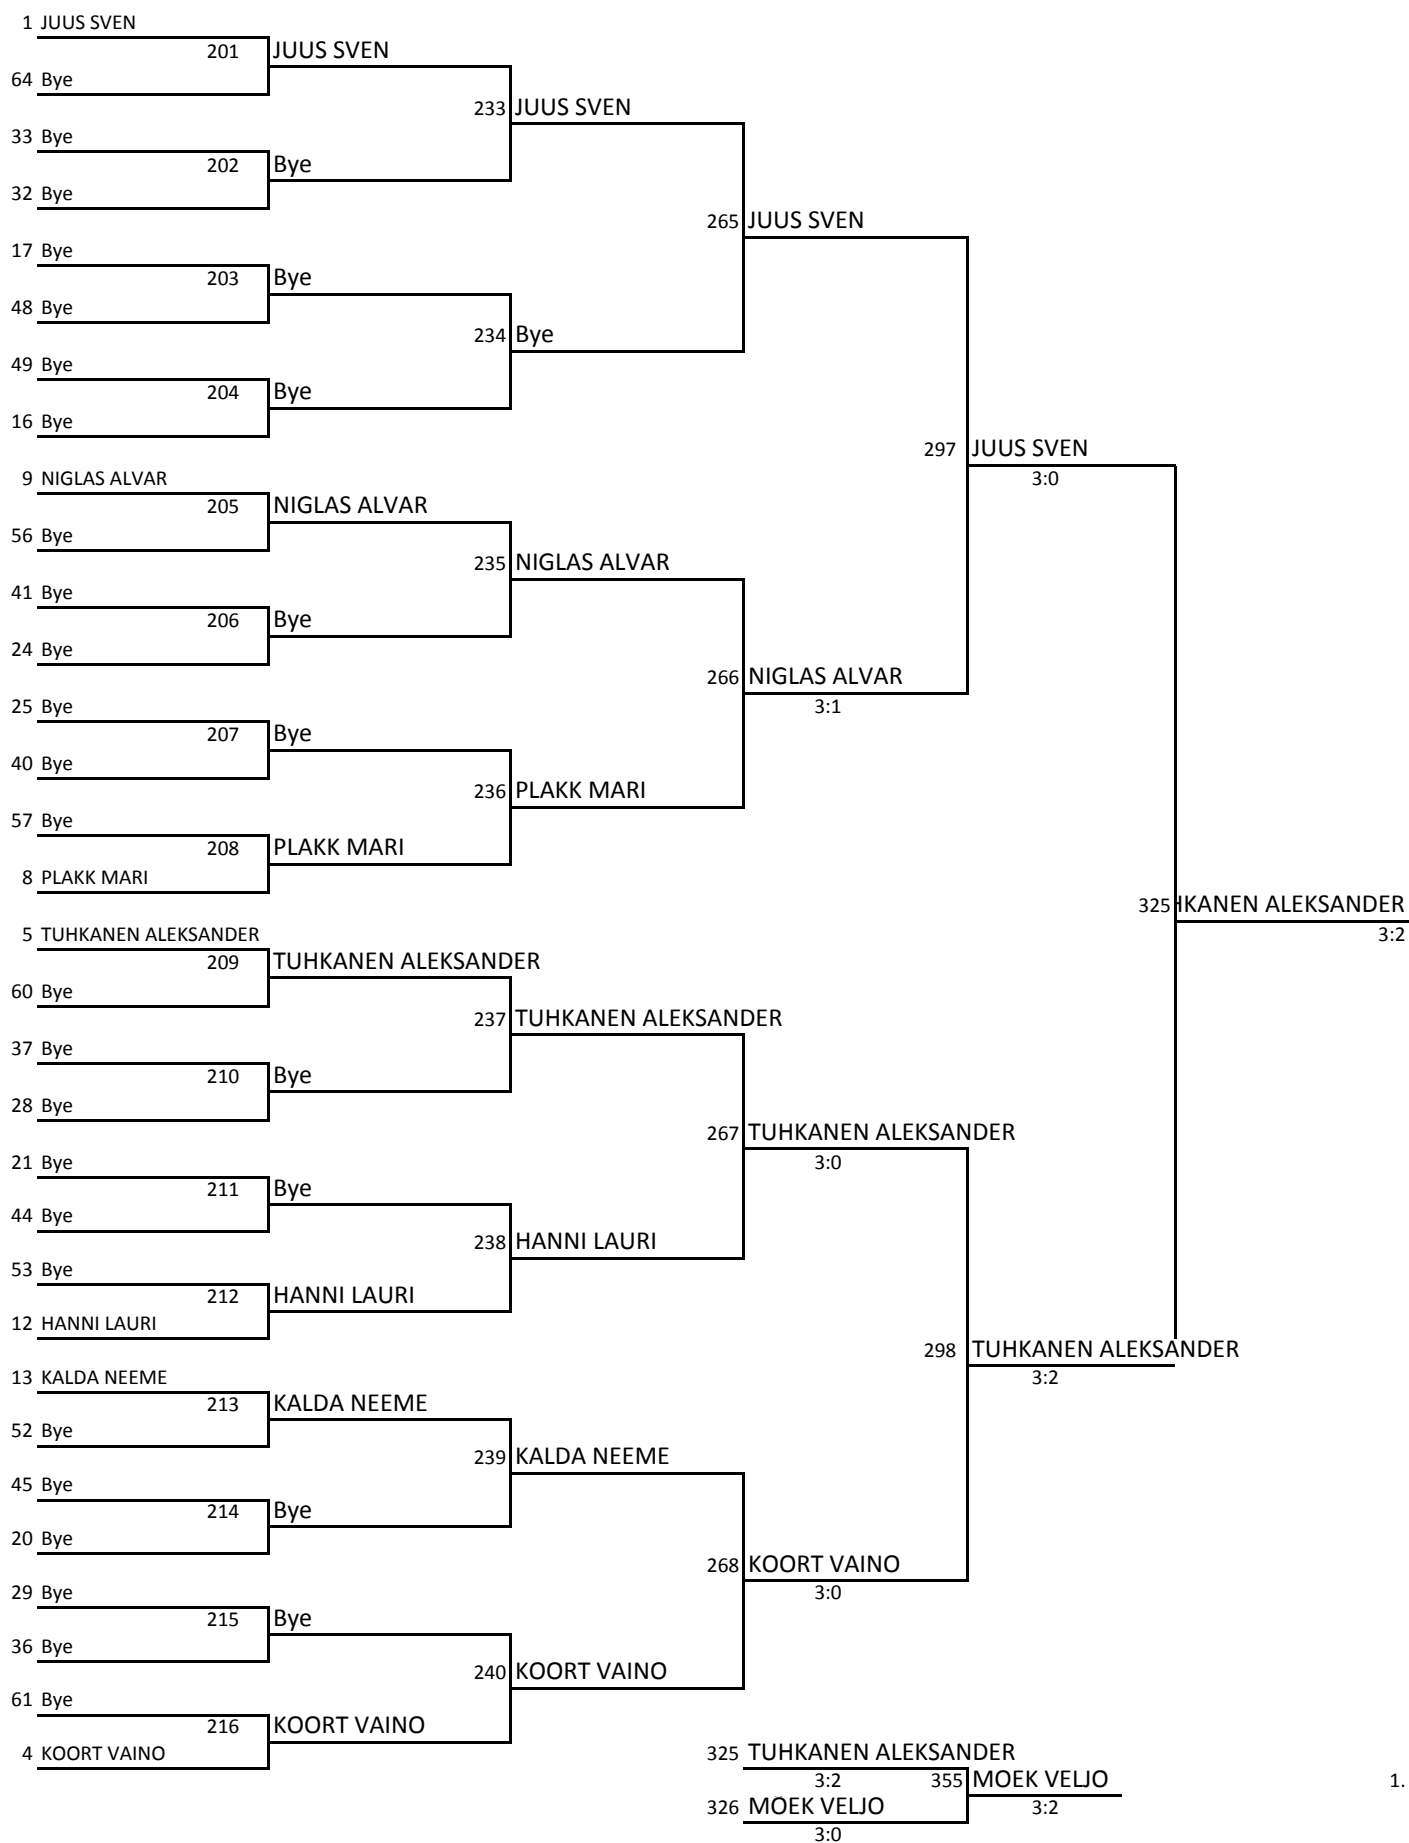 1 JUUS SVEN
201 JUUS SVEN
64 Bye
233 JUUS SVEN
33 Bye
202 Bye
32 Bye
265 JUUS SVEN
17 Bye
203 Bye
48 Bye
234 Bye
49 Bye
204 Bye
16 Bye
297 JUUS SVEN
3:0
9 NIGLAS ALVAR
205 NIGLAS ALVAR
56 Bye
235 NIGLAS ALVAR
41 Bye
206 Bye
24 Bye
266 NIGLAS ALVAR
3:1
25 Bye
207 Bye
40 Bye
236 PLAKK MARI
57 Bye
208 PLAKK MARI
8 PLAKK MARI
325 HKANEN ALEKSANDER
3:2
5 TUHKANEN ALEKSANDER
209 TUHKANEN ALEKSANDER
60 Bye
237 TUHKANEN ALEKSANDER
37 Bye
210 Bye
28 Bye
267 TUHKANEN ALEKSANDER
3:0
21 Bye
211 Bye
44 Bye
238 HANNI LAURI
53 Bye
212 HANNI LAURI
12 HANNI LAURI
298 TUHKANEN ALEKSANDER
3:2
13 KALDA NEEME
213 KALDA NEEME
52 Bye
239 KALDA NEEME
45 Bye
214 Bye
20 Bye
268 KOORT VAINO
3:0
29 Bye
215 Bye
36 Bye
240 KOORT VAINO
61 Bye
216 KOORT VAINO
4 KOORT VAINO
325 TUHKANEN ALEKSANDER
3:2 355 MOEK VELJO 1.
326 MOEK VELJO 3:2
3:0